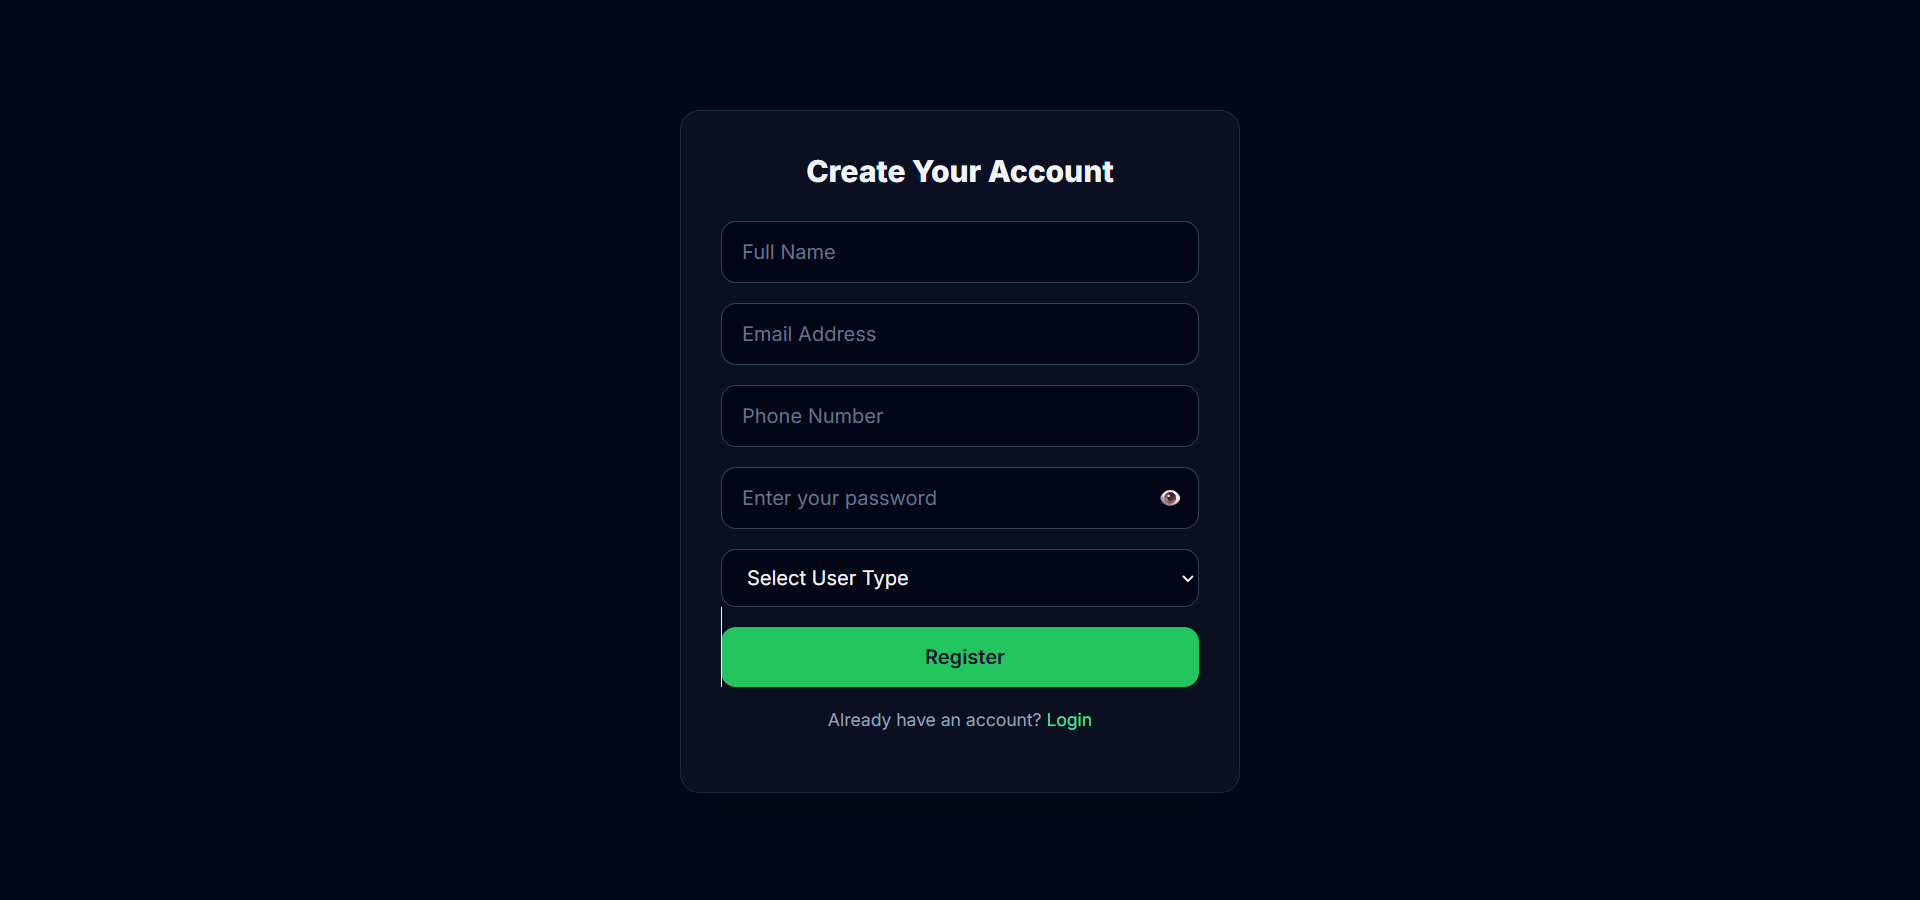 Create Your Account
Full Name
Email Address
Phone Number
Enter your password
Select User Type
Register
Already have an account? Login